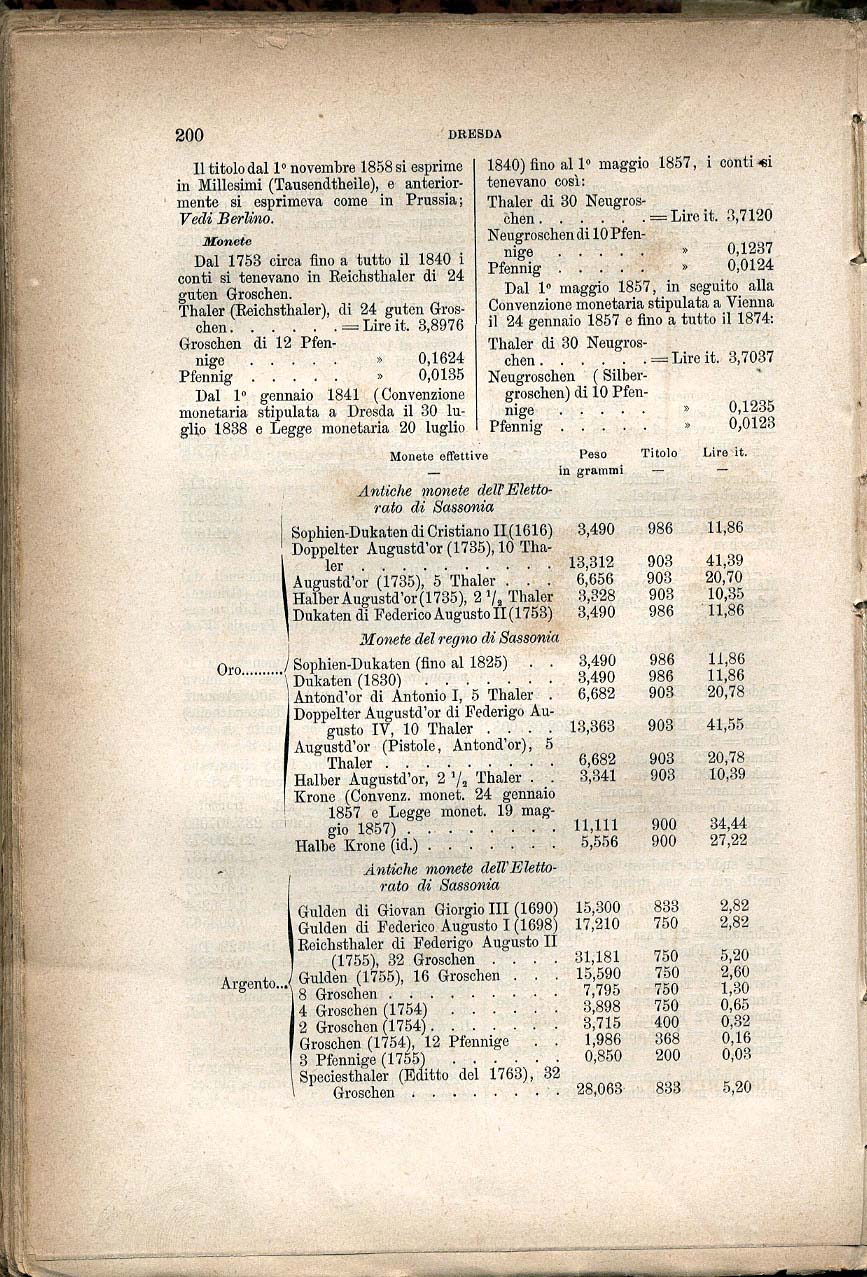 200
DRESDA
Il titolo dal 1º novembre 1858 si esprime
in Millesimi (Tausendtheile), e anterior-
mente si esprimeva come in Prussia;
Vedi Berlino.
Monete
Dal 1753 circa fino a tutto il 1840 i
conti si tenevano in Reichsthaler di 24
guten Groschen.
Thaler (Reichsthaler), di 24 guten Gros-
chen. . . . . . . = Lire it. 3,8976
Groschen di 12 Pfen-
nige . . . . . » 0,1624
Pfennig . . . . . » 0,0135
Dal 1º gennaio 1841 (Convenzione
monetaria stipulata a Dresda il 30 lu-
glio 1838 e Legge monetaria 20 luglio
1840) fino al 1º maggio 1857, i conti si
tenevano così:
Thaler di 30 Neugros-
chen. . . . . . . = Lire it. 3,7120
Neugroschen di 10 Pfen-
nige . . . . . » 0,1237
Pfennig . . . . . » 0,0124
Dal 1º maggio 1857, in seguito alla
Convenzione monetaria stipulata a Vienna
il 24 gennaio 1857 e fino a tutto il 1874:
Thaler di 30 Neugros-
chen. . . . . . . = Lire it. 3,7037
Neugroschen (Silber-
groschen) di 10 Pfen-
nige . . . . . » 0,1235
Pfennig . . . . . » 0,0123
Monete effettive Peso Titolo Lire it.
— in grammi — —
Antiche monete dell'Eletto-
rato di Sassonia
Sophien-Dukaten di Cristiano II (1616) 3,490 986 11,86
Doppelter Augustd'or (1735), 10 Tha-
ler . . . . . . . . . . 13,312 903 41,39
Augustd'or (1735), 5 Thaler . . . 6,656 903 20,70
Halber Augustd'or (1735), 2 1/2 Thaler 3,328 903 10,35
Dukaten di Federico Augusto II (1753) 3,490 986 11,86
Monete del regno di Sassonia
Oro.......... Sophien-Dukaten (fino al 1825) . . 3,490 986 11,86
Dukaten (1830) . . . . . . . 3,490 986 11,86
Antond'or di Antonio I, 5 Thaler . 6,682 903 20,78
Doppelter Augustd'or di Federigo Au-
gusto IV, 10 Thaler . . . . 13,363 903 41,55
Augustd'or (Pistole, Antond'or), 5
Thaler . . . . . . . . . 6,682 903 20,78
Halber Augustd'or, 2 1/2 Thaler . . 3,341 903 10,39
Krone (Convenz. monet. 24 gennaio
1857 e Legge monet. 19 mag-
gio 1857) . . . . . . . . 11,111 900 34,44
Halbe Krone (id.) . . . . . . . 5,556 900 27,22
Antiche monete dell'Eletto-
rato di Sassonia
Gulden di Giovan Giorgio III (1690) 15,300 833 2,82
Gulden di Federico Augusto I (1698) 17,210 750 2,82
Reichsthaler di Federigo Augusto II
(1755), 32 Groschen . . . . 31,181 750 5,20
Argento... Gulden (1755), 16 Groschen . . . 15,590 750 2,60
8 Groschen . . . . . . . . . 7,795 750 1,30
4 Groschen (1754) . . . . . . 3,898 750 0,65
2 Groschen (1754). . . . . . . 3,715 400 0,32
Groschen (1754), 12 Pfennige . . 1,986 368 0,16
3 Pfennige (1755) . . . . . . 0,850 200 0,03
Speciesthaler (Editto del 1763), 32
Groschen . . . . . . . . 28,063 833 5,20